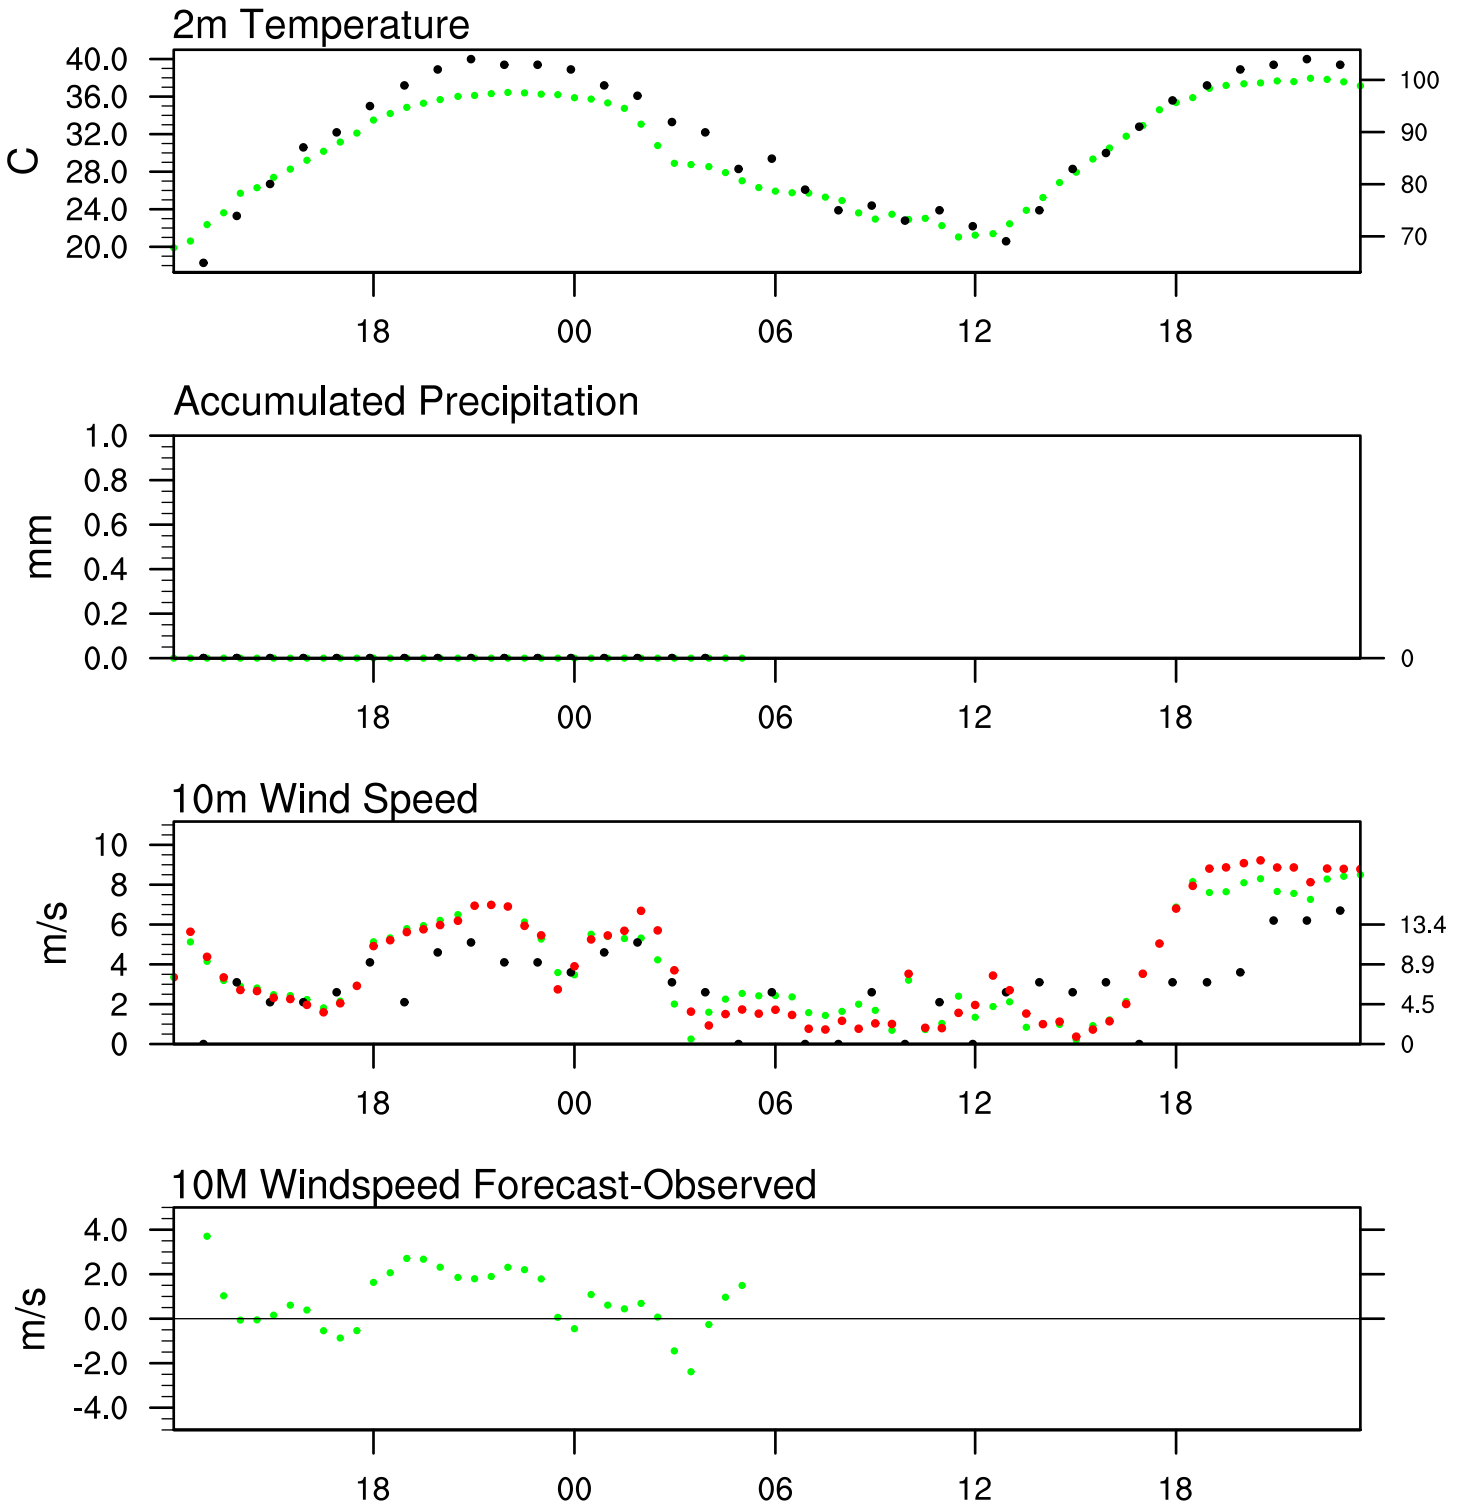 2m Temperature
40.0
36.0
32.0
28.0
24.0
20.0
C
100
90
80
70
18 00 06 12 18
Accumulated Precipitation
1.0
0.8
0.6
0.4
0.2
0.0
mm
0
18 00 06 12 18
10m Wind Speed
10
8
6
4
2
0
m/s
13.4
8.9
4.5
0
18 00 06 12 18
10M Windspeed Forecast-Observed
4.0
2.0
0.0
-2.0
-4.0
m/s
18 00 06 12 18